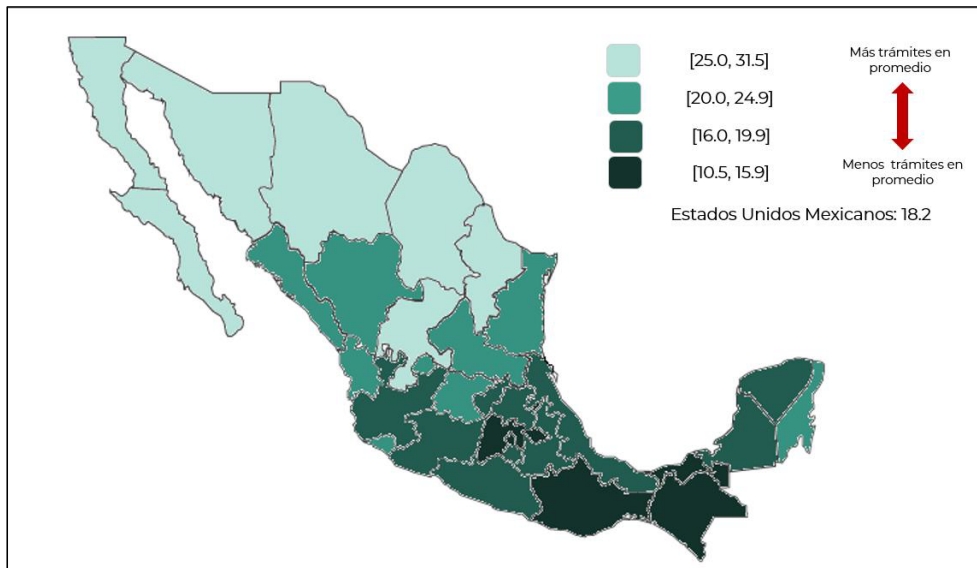 [25.0, 31.5]
[20.0, 24.9]
[16.0, 19.9]
[10.5, 15.9]
Más trámites en
promedio
Menos trámites en
promedio
Estados Unidos Mexicanos: 18.2